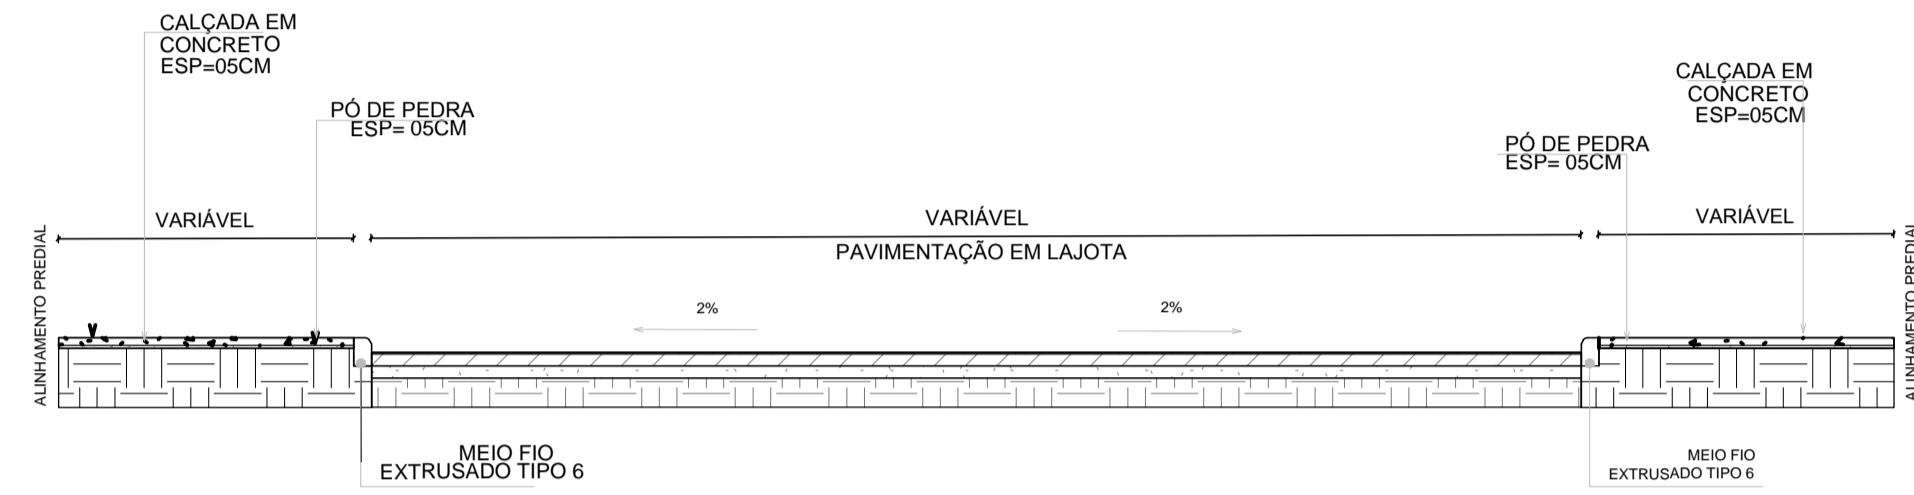 CALÇADA EM
CONCRETO
ESP=05CM
PÓ DE PEDRA
ESP= 05CM
CALÇADA EM
CONCRETO
ESP=05CM
PÓ DE PEDRA
ESP= 05CM
VARIÁVEL
VARIÁVEL
VARIÁVEL
PAVIMENTAÇÃO EM LAJOTA
ALINHAMENTO PREDIAL
ALINHAMENTO PREDIAL
2%
2%
MEIO FIO
EXTRUSADO TIPO 6
MEIO FIO
EXTRUSADO TIPO 6